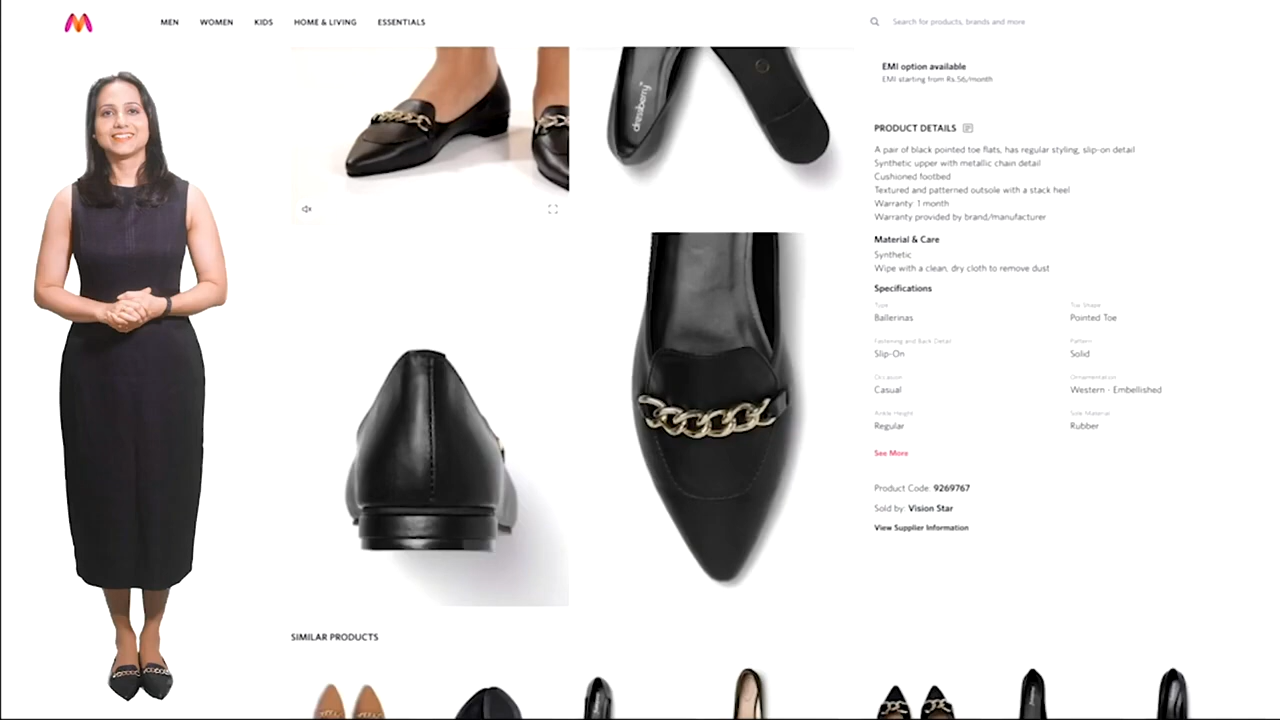 MEN WOMEN KIDS HOME & LIVING ESSENTIALS
Search for products, brands and more
dressberry
EMI option available
EMI starting from Rs.56/month
PRODUCT DETAILS
A pair of black pointed toe flats, has regular styling, slip-on detail
Synthetic upper with metallic chain detail
Cushioned footbed
Textured and patterned outsole with a stack heel
Warranty: 1 month
Warranty provided by brand/manufacturer
Material & Care
Synthetic
Wipe with a clean, dry cloth to remove dust
Specifications
Type Toe Shape
Ballerinas Pointed Toe
Fastening and Back Detail Pattern
Slip-On Solid
Occasion Ornamentation
Casual Western - Embellished
Ankle Height Sole Material
Regular Rubber
See More
Product Code: 9269767
Sold by: Vision Star
View Supplier Information
SIMILAR PRODUCTS